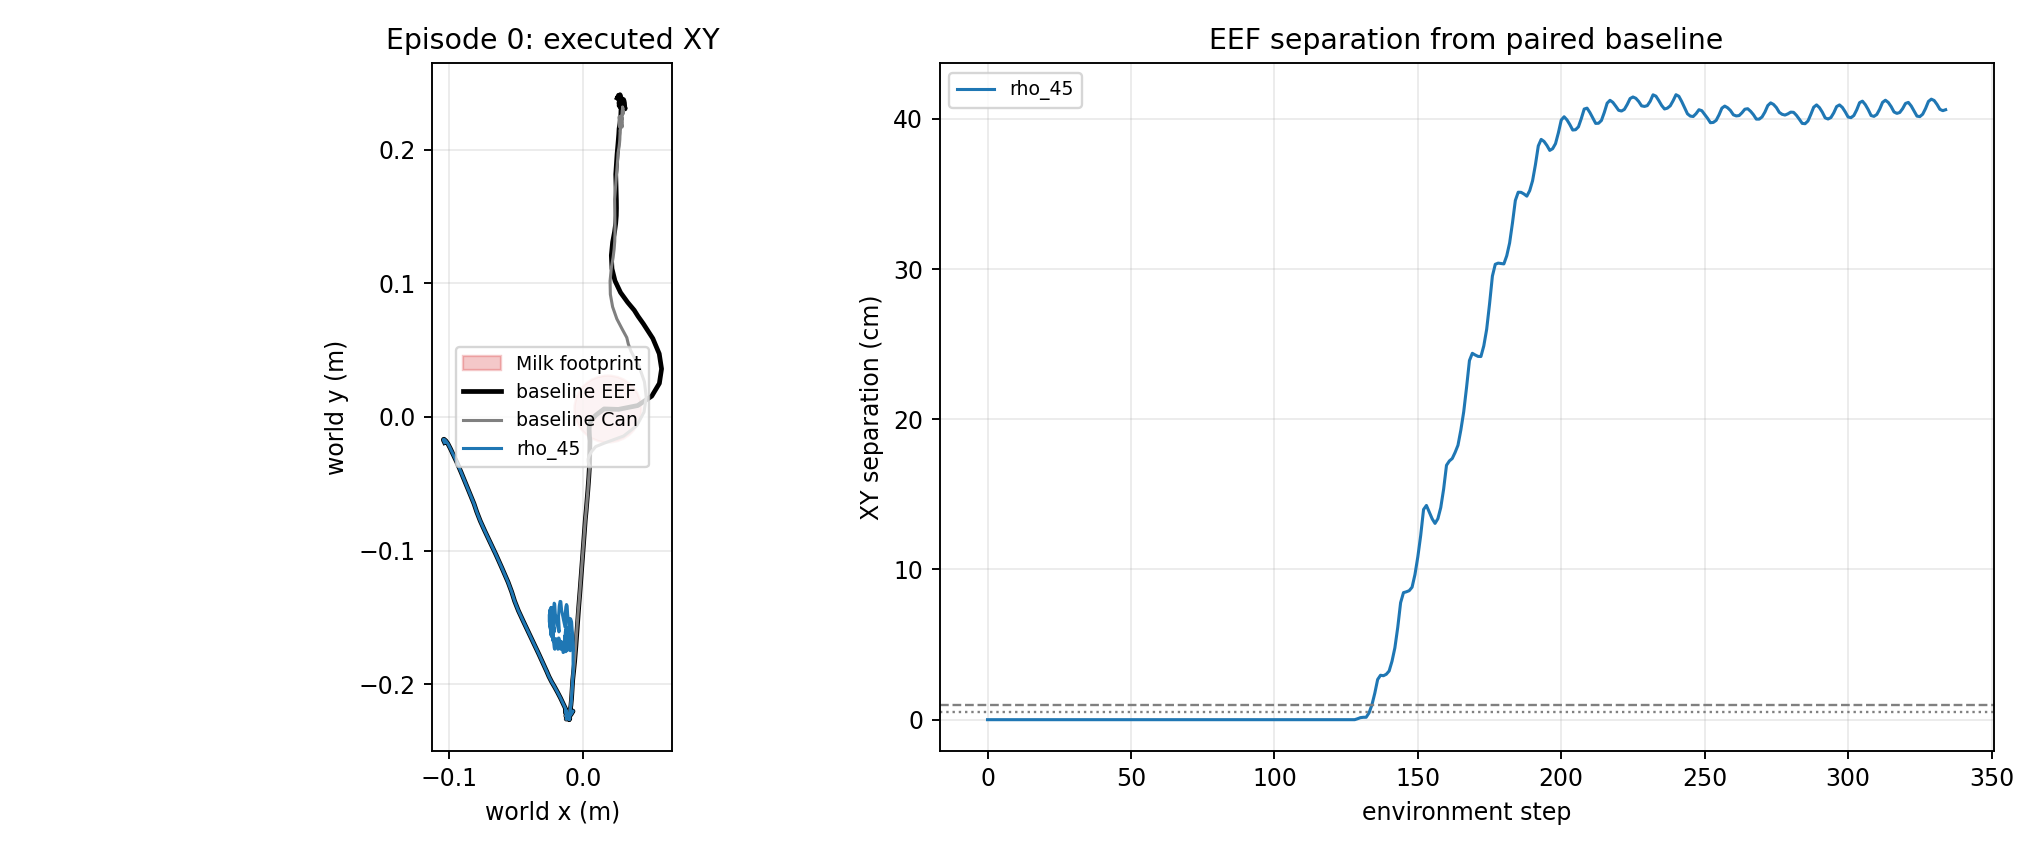 Episode 0: executed XY
0.2
0.1
0.0
−0.1
−0.2
world y (m)
Milk footprint
baseline EEF
baseline Can
rho_45
−0.1
0.0
world x (m)
EEF separation from paired baseline
rho_45
40
30
20
10
0
XY separation (cm)
0
50
100
150
200
250
300
350
environment step